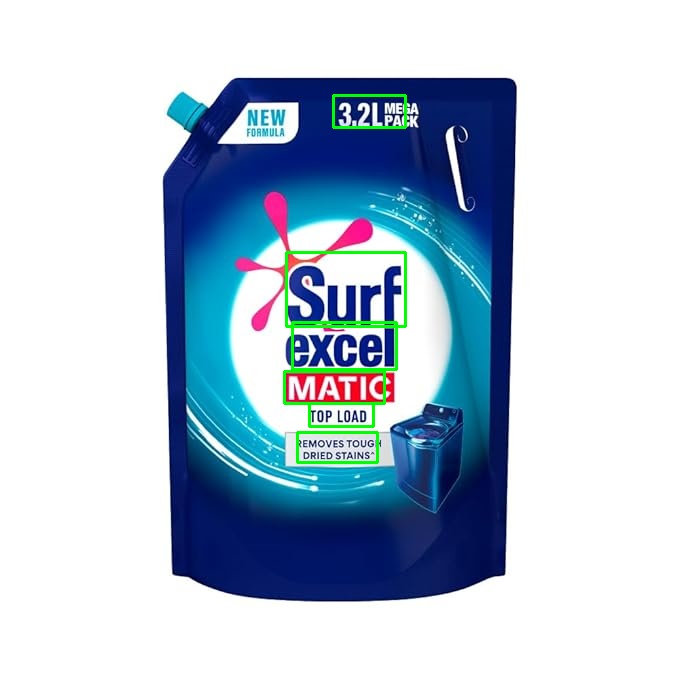 NEW
FORMULA
3.2L MEGA
PACK
Surf
excel
MATIC
TOP LOAD
REMOVES TOUGH
DRIED STAINS^